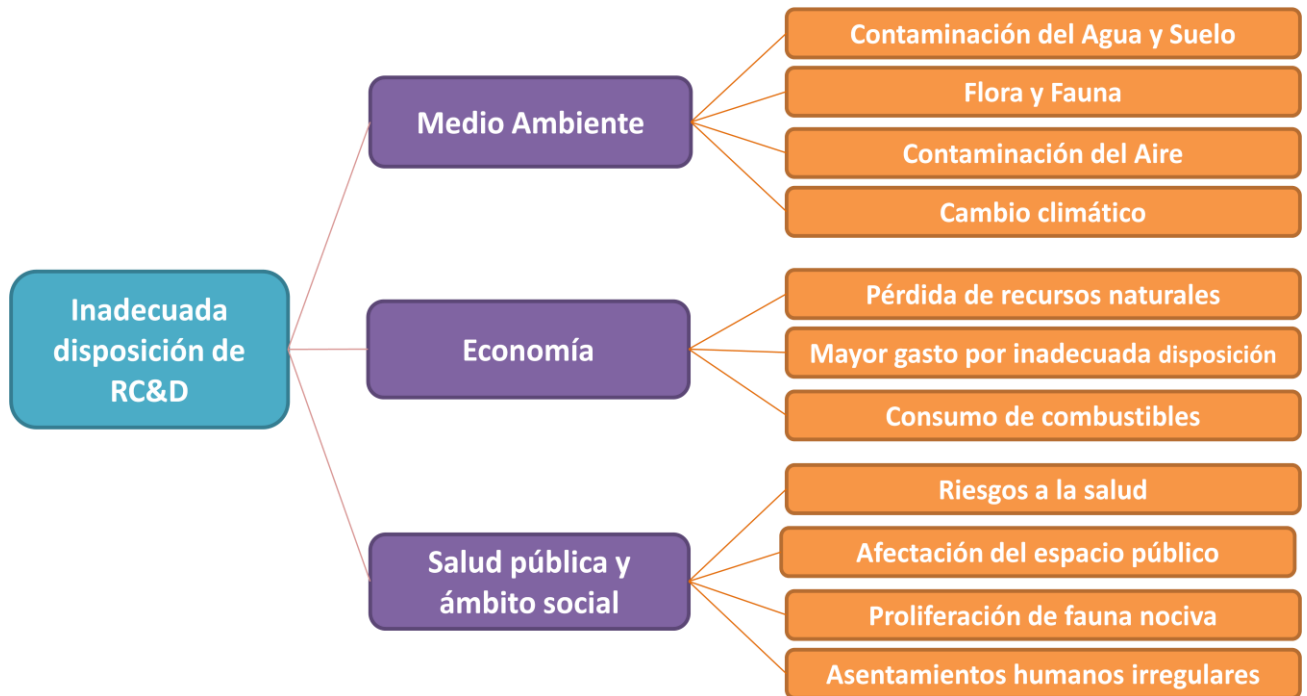 Inadecuada
disposición de
RC&D
Medio Ambiente
Contaminación del Agua y Suelo
Flora y Fauna
Contaminación del Aire
Cambio climático
Economía
Pérdida de recursos naturales
Mayor gasto por inadecuada disposición
Consumo de combustibles
Salud pública y
ámbito social
Riesgos a la salud
Afectación del espacio público
Proliferación de fauna nociva
Asentamientos humanos irregulares